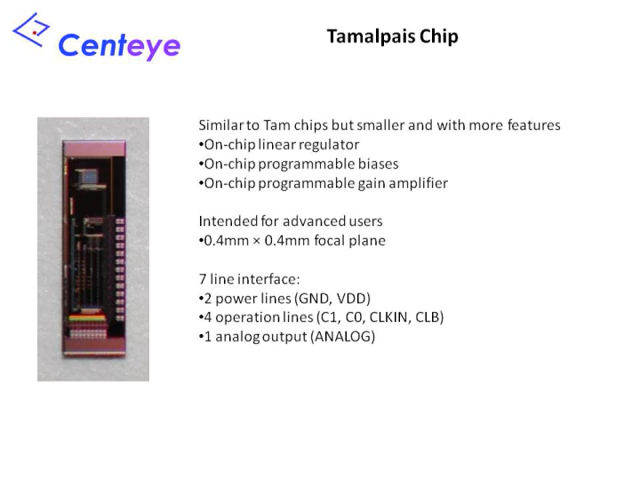 Centeye
Tamalpais Chip
Similar to Tam chips but smaller and with more features
•On-chip linear regulator
•On-chip programmable biases
•On-chip programmable gain amplifier
Intended for advanced users
•0.4mm × 0.4mm focal plane
7 line interface:
•2 power lines (GND, VDD)
•4 operation lines (C1, C0, CLKIN, CLB)
•1 analog output (ANALOG)